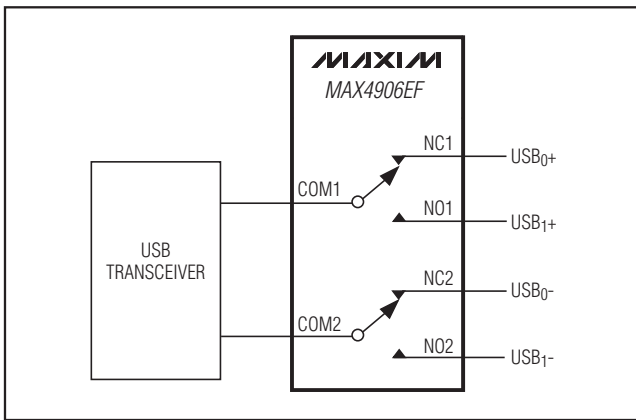 MAXIM
MAX4906EF
NC1
USB0+
COM1
NO1
USB1+
USB
TRANSCEIVER
NC2
USB0-
COM2
NO2
USB1-